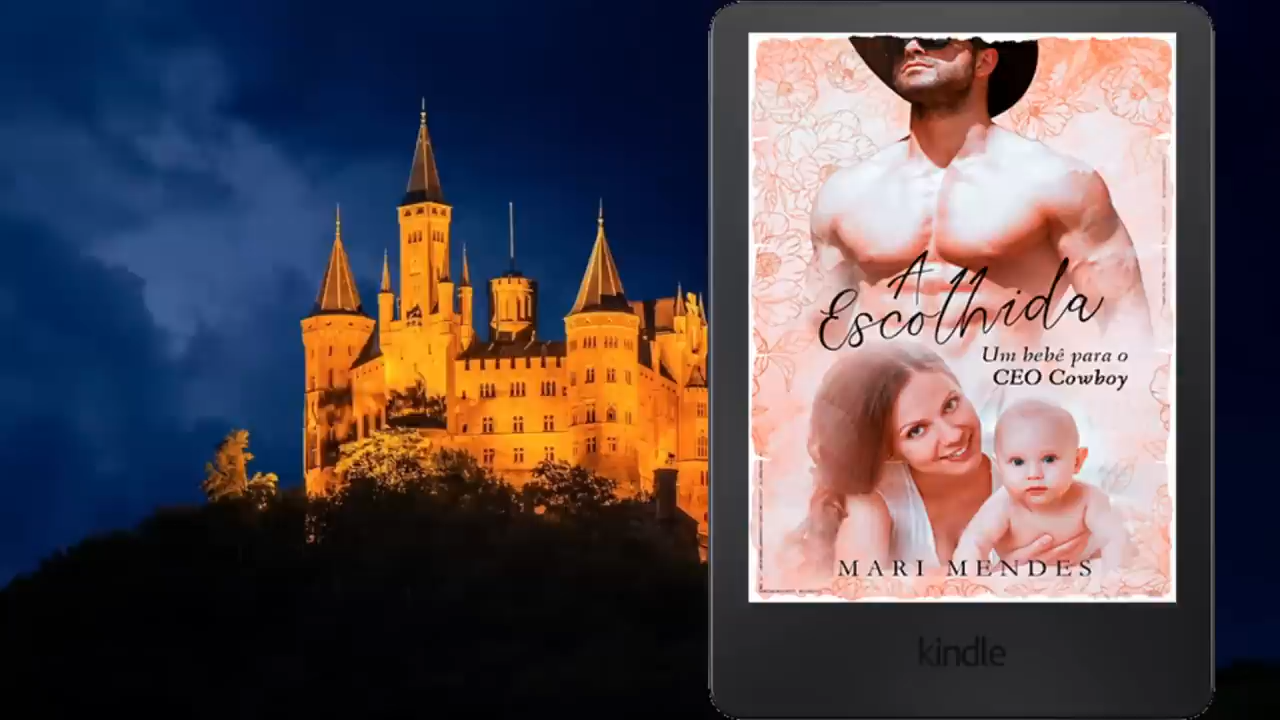 A
Escolhida
Um bebê para o
CEO Cowboy
MARI MENDES
kindle